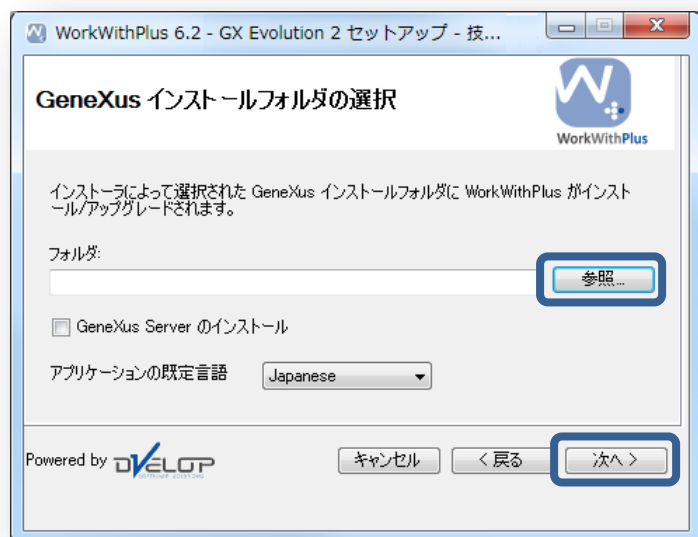 WorkWithPlus 6.2 - GX Evolution 2 セットアップ - 技...
GeneXus インストールフォルダの選択
WorkWithPlus
インストーラによって選択された GeneXus インストールフォルダに WorkWithPlus がインスト
ール/アップグレードされます。
フォルダ:
参照...
GeneXus Server のインストール
アプリケーションの既定言語
Japanese
Powered by DVELOP
SOFTWARE SOLUTIONS
キャンセル
< 戻る
次へ >